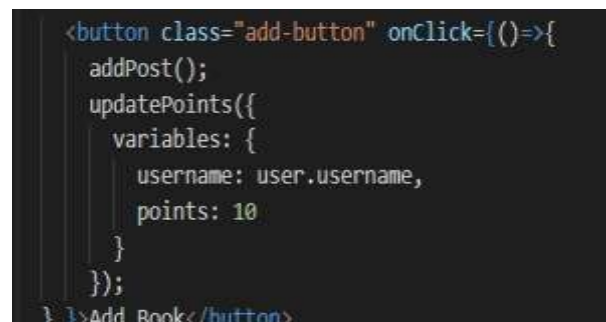 <button class="add-button" onClick={()=>{
addPost();
updatePoints({
variables: {
username: user.username,
points: 10
}
});
} }>Add Book</button>